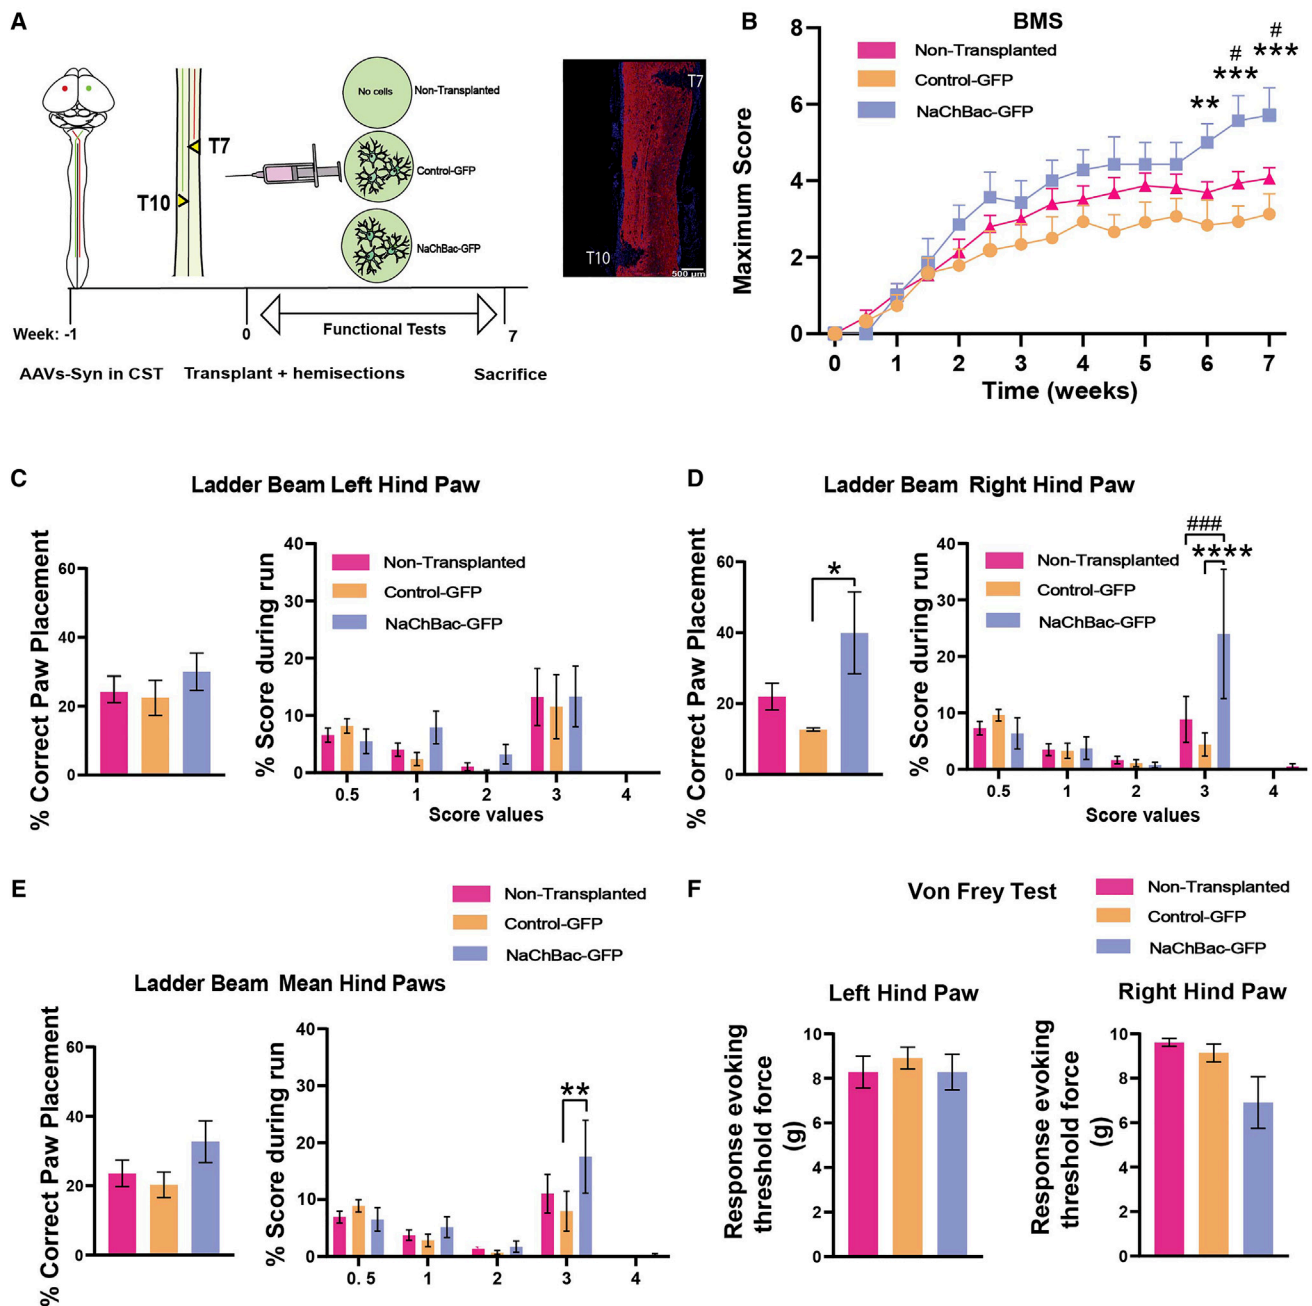 A
No cells
Non-Transplanted
T7
T10
Control-GFP
NaChBac-GFP
T7
T10
500 µm
Week: -1
0
Functional Tests
7
AAVs-Syn in CST
Transplant + hemisections
Sacrifice
B
BMS
Non-Transplanted
Control-GFP
NaChBac-GFP
#
***
#
***
**
Maximum Score
8
6
4
2
0
0 1 2 3 4 5 6 7
Time (weeks)
C
Ladder Beam Left Hind Paw
% Correct Paw Placement
60
40
20
0
% Score during run
40
30
20
10
0
Non-Transplanted
Control-GFP
NaChBac-GFP
0.5 1 2 3 4
Score values
D
Ladder Beam Right Hind Paw
% Correct Paw Placement
60
40
20
0
*
% Score during run
40
30
20
10
0
Non-Transplanted
Control-GFP
NaChBac-GFP
###
****
0.5 1 2 3 4
Score values
E
Non-Transplanted
Control-GFP
NaChBac-GFP
Ladder Beam Mean Hind Paws
% Correct Paw Placement
60
40
20
0
% Score during run
40
30
20
10
0
**
0. 5 1 2 3 4
F
Von Frey Test
Non-Transplanted
Control-GFP
NaChBac-GFP
Left Hind Paw
Response evoking
threshold force
(g)
10
8
6
4
2
0
Right Hind Paw
Response evoking
threshold force
(g)
10
8
6
4
2
0